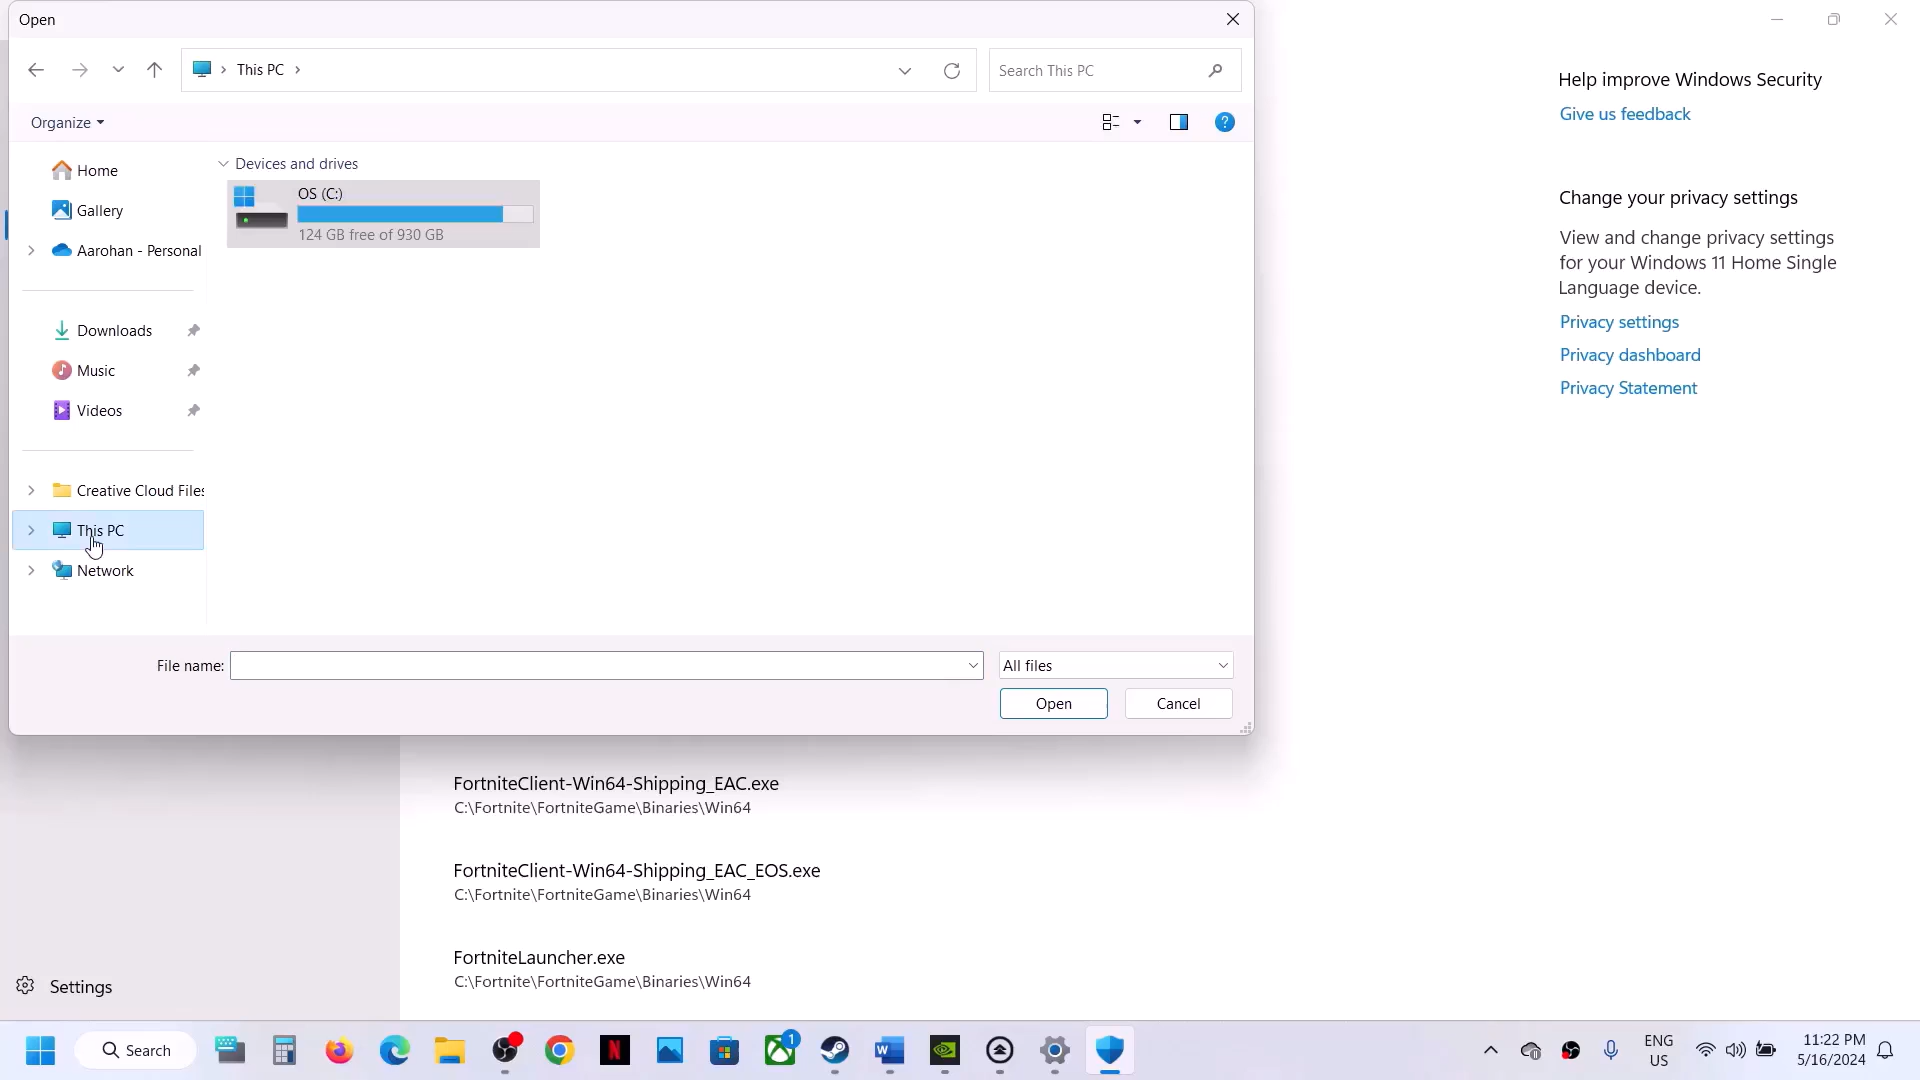 Open
This PC
Search This PC
Organize
Home
Gallery
Aarohan - Personal
Downloads
Music
Videos
Creative Cloud Files
This PC
Network
Devices and drives
OS (C:)
124 GB free of 930 GB
File name:
All files
Open
Cancel
Help improve Windows Security
Give us feedback
Change your privacy settings
View and change privacy settings
for your Windows 11 Home Single
Language device.
Privacy settings
Privacy dashboard
Privacy Statement
FortniteClient-Win64-Shipping_EAC.exe
C:\Fortnite\FortniteGame\Binaries\Win64
FortniteClient-Win64-Shipping_EAC_EOS.exe
C:\Fortnite\FortniteGame\Binaries\Win64
FortniteLauncher.exe
C:\Fortnite\FortniteGame\Binaries\Win64
Settings
Search
1
ENG
US
11:22 PM
5/16/2024